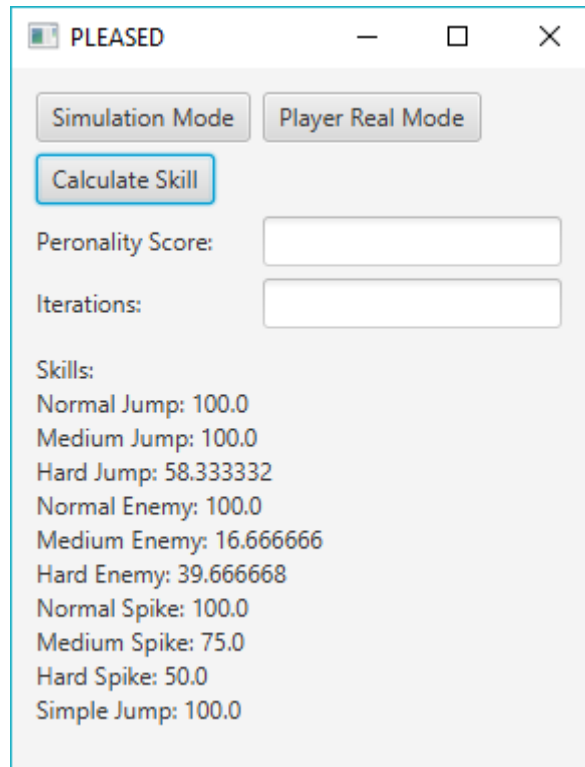 PLEASED
Simulation Mode Player Real Mode
Calculate Skill
Peronality Score:
Iterations:
Skills:
Normal Jump: 100.0
Medium Jump: 100.0
Hard Jump: 58.333332
Normal Enemy: 100.0
Medium Enemy: 16.666666
Hard Enemy: 39.666668
Normal Spike: 100.0
Medium Spike: 75.0
Hard Spike: 50.0
Simple Jump: 100.0